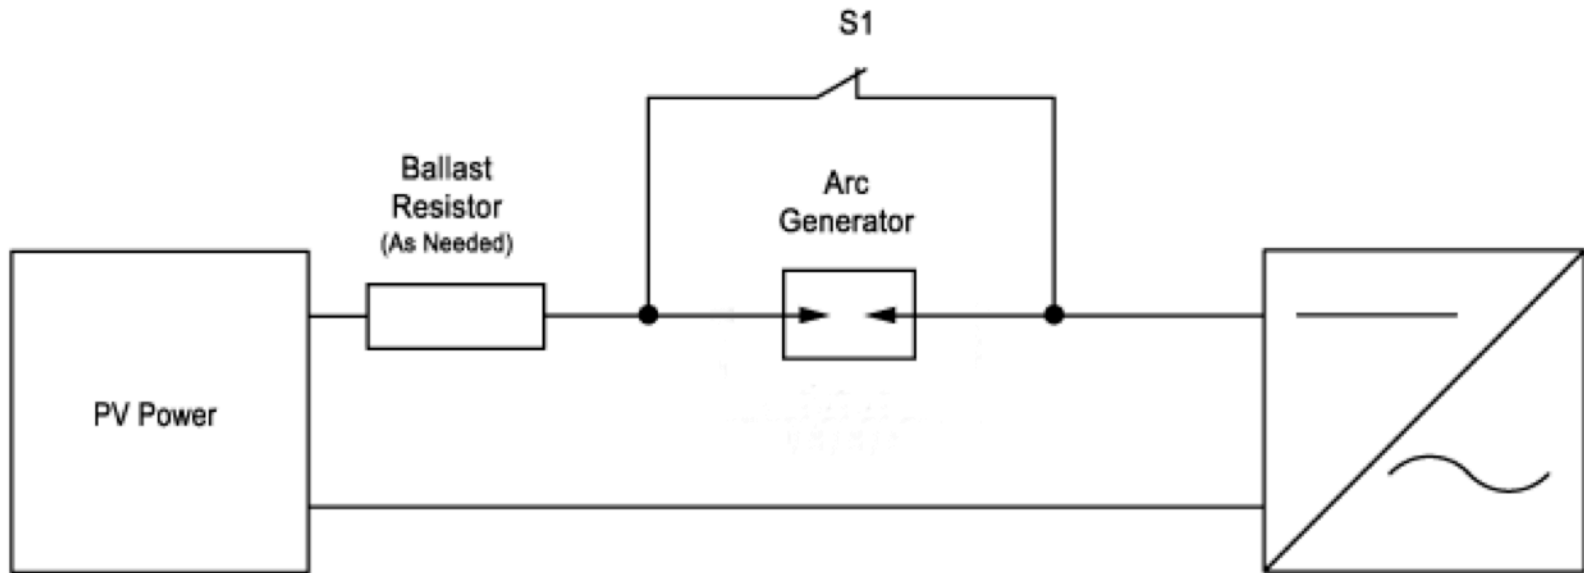 S1
Ballast
Resistor
(As Needed)
Arc
Generator
PV Power